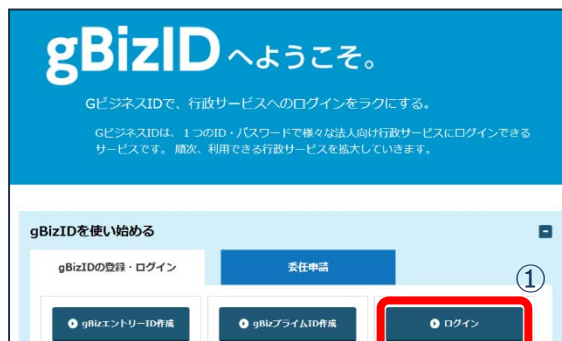 gBizIDへようこそ。
GビジネスIDで、行政サービスへのログインをラクにする。
GビジネスIDは、１つのID・パスワードで様々な法人向け行政サービスにログインできる
サービスです。 順次、利用できる行政サービスを拡大していきます。
gBizIDを使い始める
gBizIDの登録・ログイン
委任申請
①
gBizエントリーID作成
gBizプライムID作成
ログイン